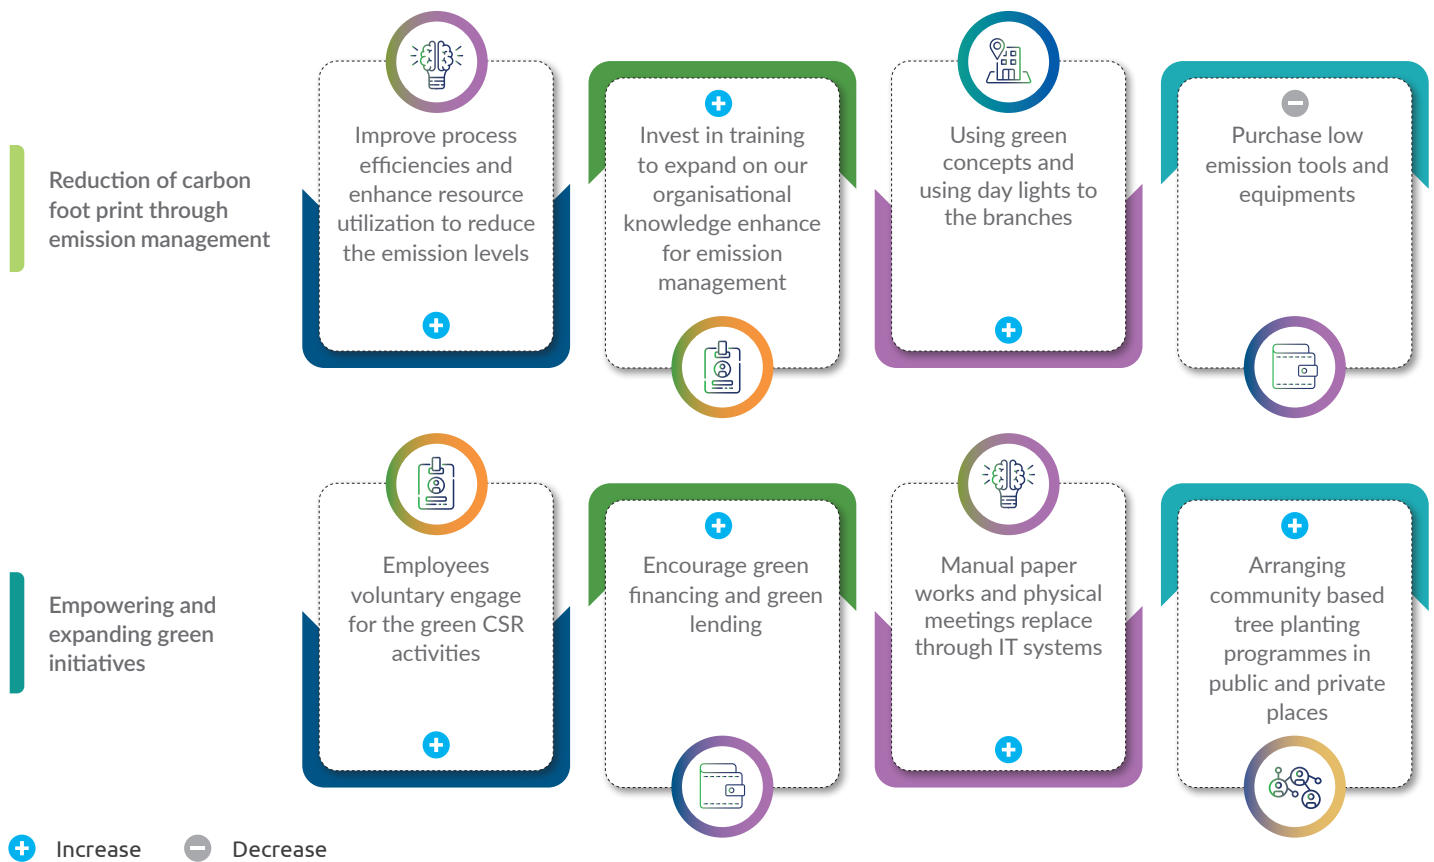 Reduction of carbon
foot print through
emission management
Improve process
efficiencies and
enhance resource
utilization to reduce
the emission levels
Invest in training
to expand on our
organisational
knowledge enhance
for emission
management
Using green
concepts and
using day lights to
the branches
Purchase low
emission tools and
equipments
Empowering and
expanding green
initiatives
Employees
voluntary engage
for the green CSR
activities
Encourage green
financing and green
lending
Manual paper
works and physical
meetings replace
through IT systems
Arranging
community based
tree planting
programmes in
public and private
places
Increase
Decrease